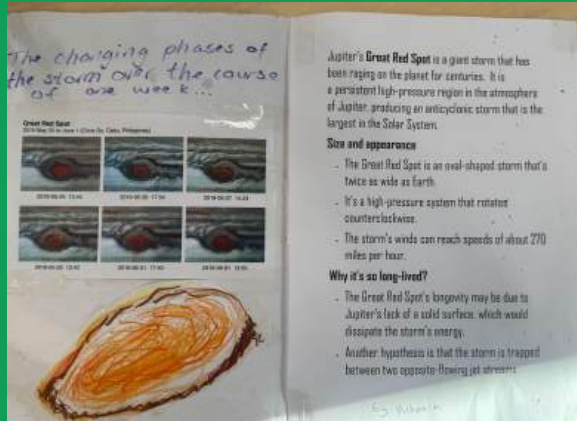 The changing phases of
the storm over the course
of one week...
Great Red Spot
Jupiter's Great Red Spot is a giant storm that has
been raging on the planet for centuries. It is
a persistent high-pressure region in the atmosphere
of Jupiter, producing an anticyclonic storm that is the
largest in the Solar System.
Size and appearance
- The Great Red Spot is an oval-shaped storm that's
twice as wide as Earth.
- It's a high-pressure system that rotated
counterclockwise.
- The storm's winds can reach speeds of about 270
miles per hour.
Why it's so long-lived?
- The Great Red Spot's longevity may be due to
Jupiter's lack of a solid surface, which would
dissipate the storm's energy.
- Another hypothesis is that the storm is trapped
between two opposite-flowing jet streams.
by